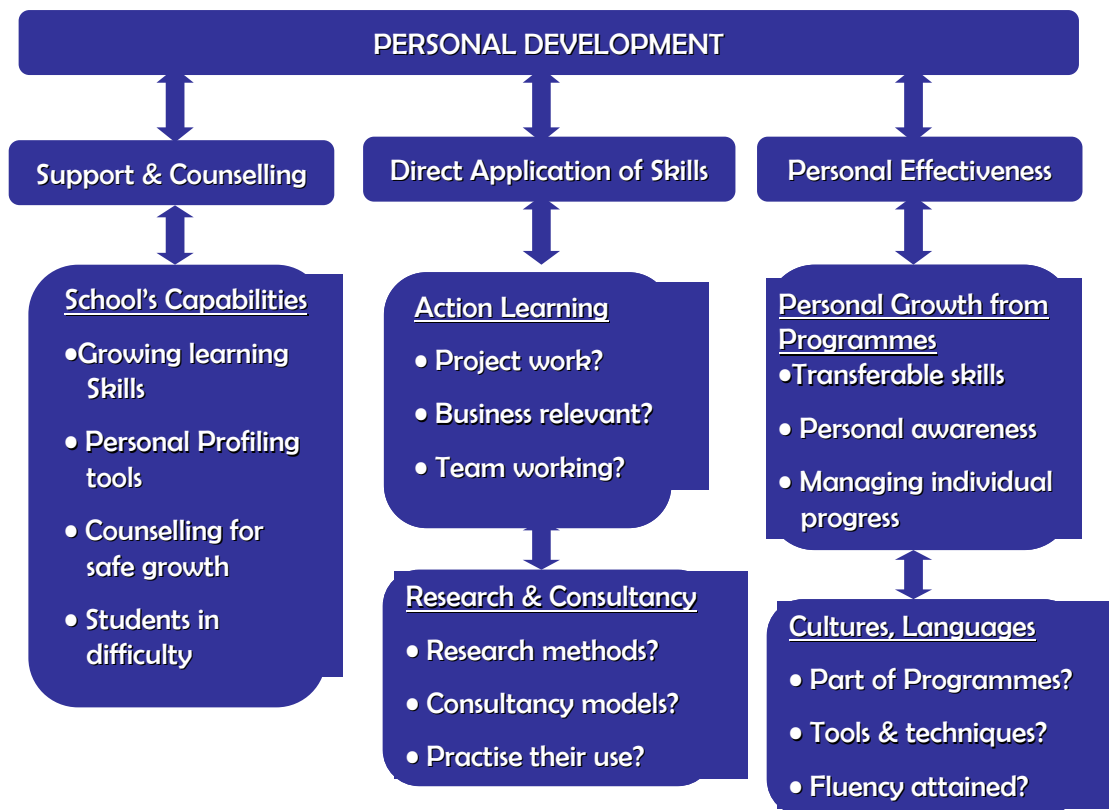 PERSONAL DEVELOPMENT
Support & Counselling
Direct Application of Skills
Personal Effectiveness
School's Capabilities
•Growing learning
Skills
• Personal Profiling
tools
• Counselling for
safe growth
• Students in
difficulty
Action Learning
• Project work?
• Business relevant?
• Team working?
Research & Consultancy
• Research methods?
• Consultancy models?
• Practise their use?
Personal Growth from
Programmes
•Transferable skills
• Personal awareness
• Managing individual
progress
Cultures, Languages
• Part of Programmes?
• Tools & techniques?
• Fluency attained?